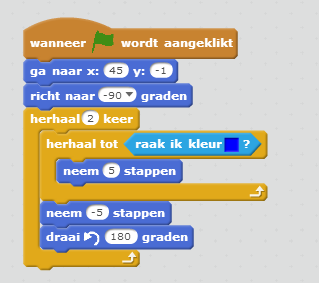 wanneer wordt aangeklikt
ga naar x: 45 y: -1
richt naar -90 graden
herhaal 2 keer
herhaal tot raak ik kleur ?
neem 5 stappen
neem -5 stappen
draai 180 graden